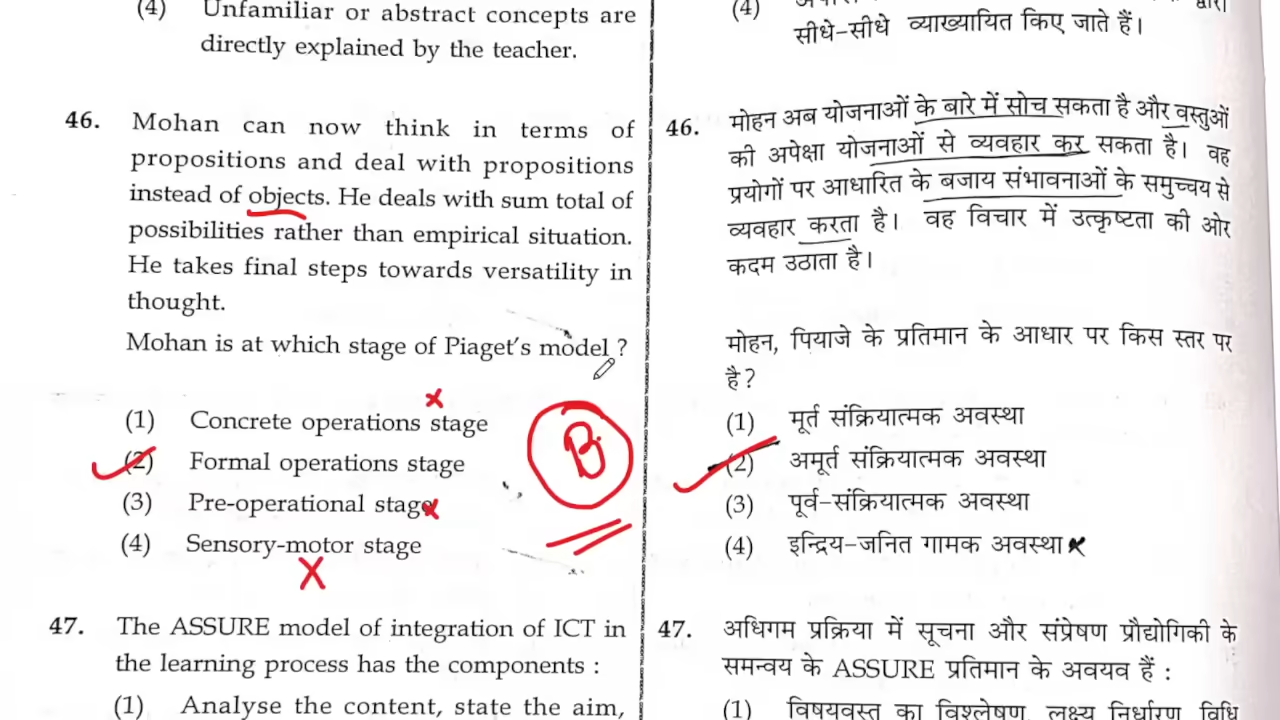 (4) Unfamiliar or abstract concepts are
directly explained by the teacher.
46. Mohan can now think in terms of
propositions and deal with propositions
instead of objects. He deals with sum total of
possibilities rather than empirical situation.
He takes final steps towards versatility in
thought.
Mohan is at which stage of Piaget's model ?
(1) Concrete operations stage
(2) Formal operations stage
(3) Pre-operational stage
(4) Sensory-motor stage
B
47. The ASSURE model of integration of ICT in
the learning process has the components :
(1) Analyse the content, state the aim,
(4) द्वारा
सीधे-सीधे व्याख्यायित किए जाते हैं।
46. मोहन अब योजनाओं के बारे में सोच सकता है और वस्तुओं
की अपेक्षा योजनाओं से व्यवहार कर सकता है। वह
प्रयोगों पर आधारित के बजाय संभावनाओं के समुच्चय से
व्यवहार करता है। वह विचार में उत्कृष्टता की ओर
कदम उठाता है।
मोहन, पियाजे के प्रतिमान के आधार पर किस स्तर पर
है?
(1) मूर्त संक्रियात्मक अवस्था
(2) अमूर्त संक्रियात्मक अवस्था
(3) पूर्व-संक्रियात्मक अवस्था
(4) इन्द्रिय-जनित गामक अवस्था
47. अधिगम प्रक्रिया में सूचना और संप्रेषण प्रौद्योगिकी के
समन्वय के ASSURE प्रतिमान के अवयव हैं :
(1) विषयवस्तु का विश्लेषण, लक्ष्य निर्धारण, विधि